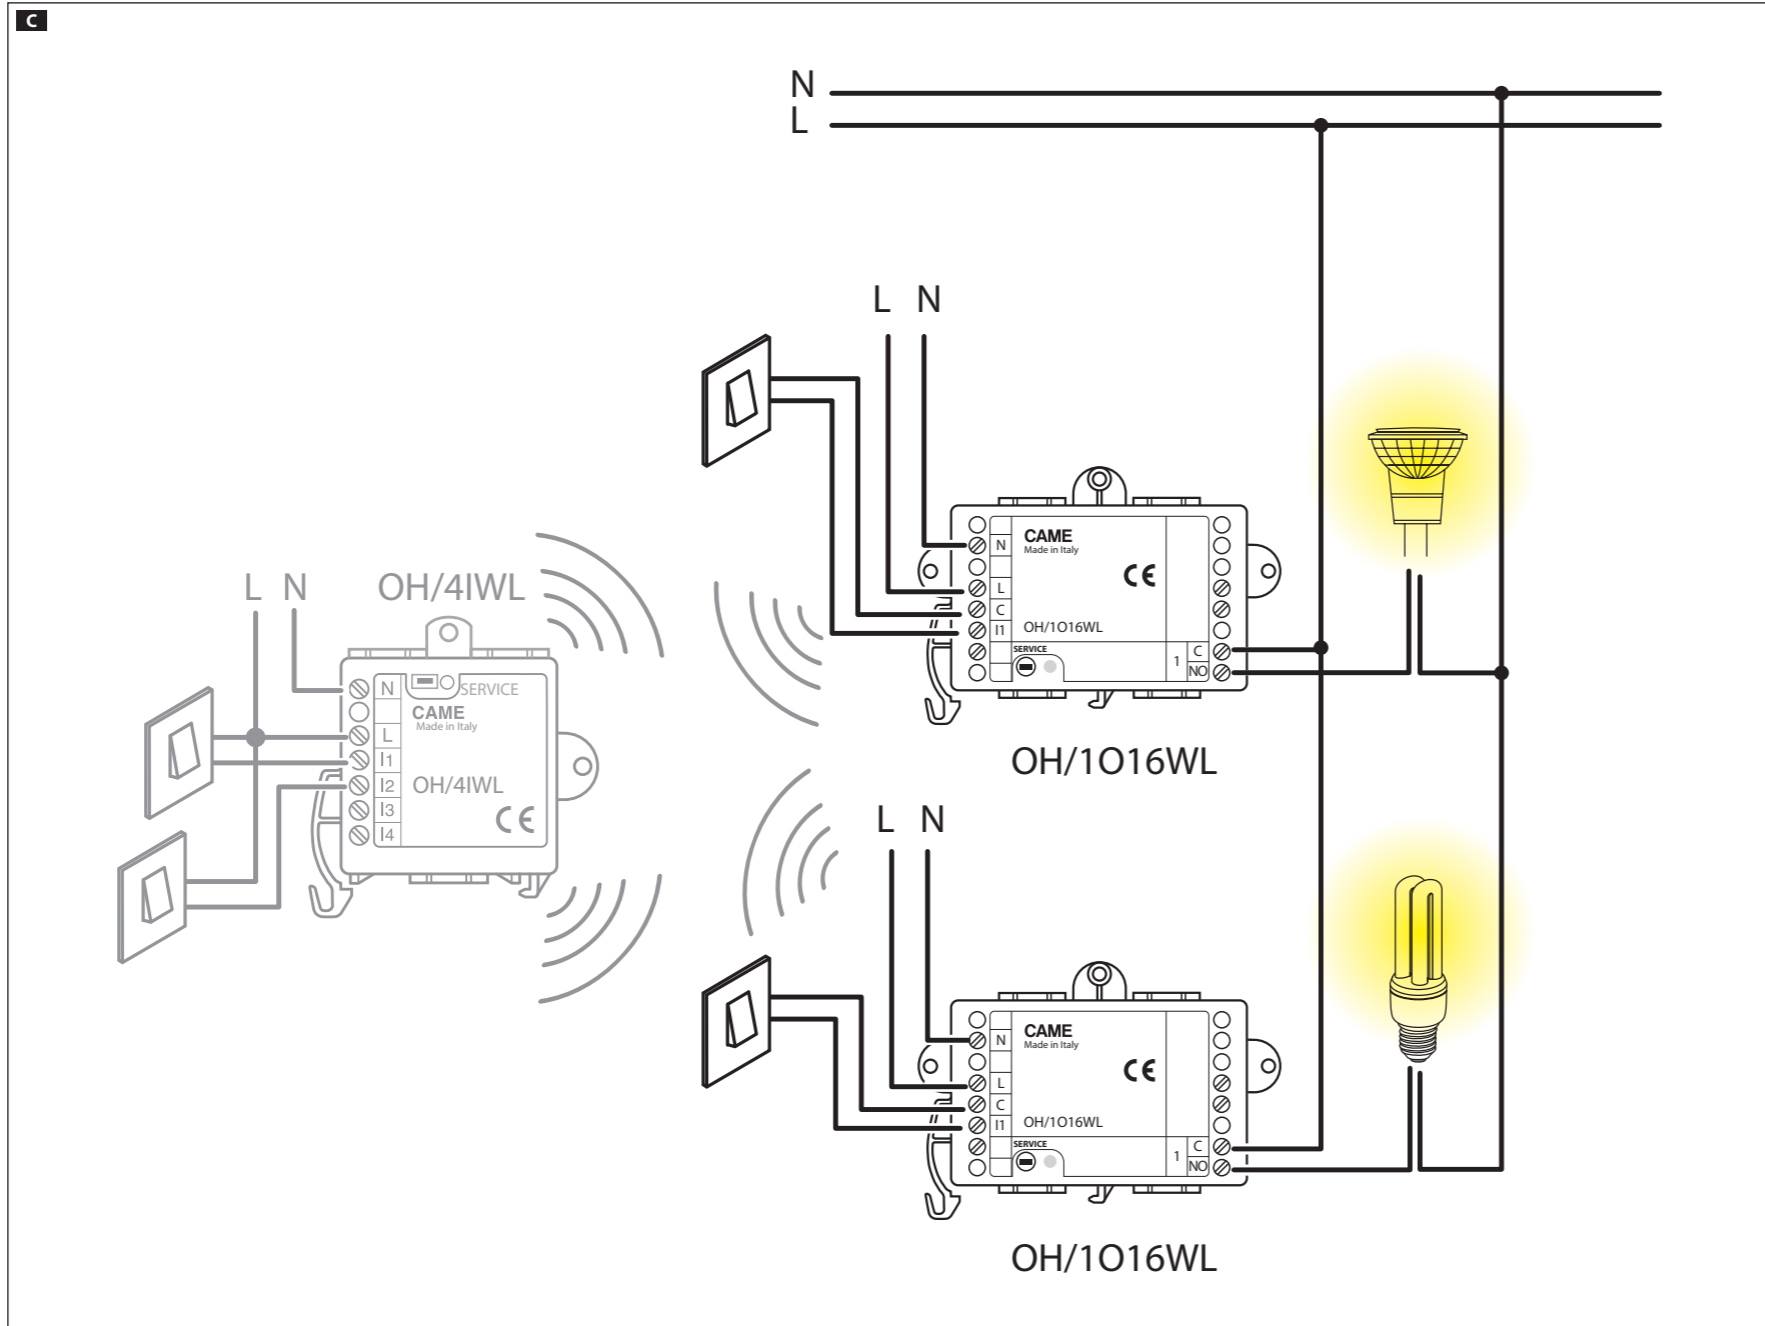 C
N
L
L N
N
L
C
I1
CAME
Made in Italy
CE
OH/1O16WL
SERVICE
1
C
NO
OH/1O16WL
L N
OH/4IWL
N
L
I1
I2
I3
I4
SERVICE
CAME
Made in Italy
OH/4IWL
CE
L N
N
L
C
I1
CAME
Made in Italy
CE
OH/1O16WL
SERVICE
1
C
NO
OH/1O16WL